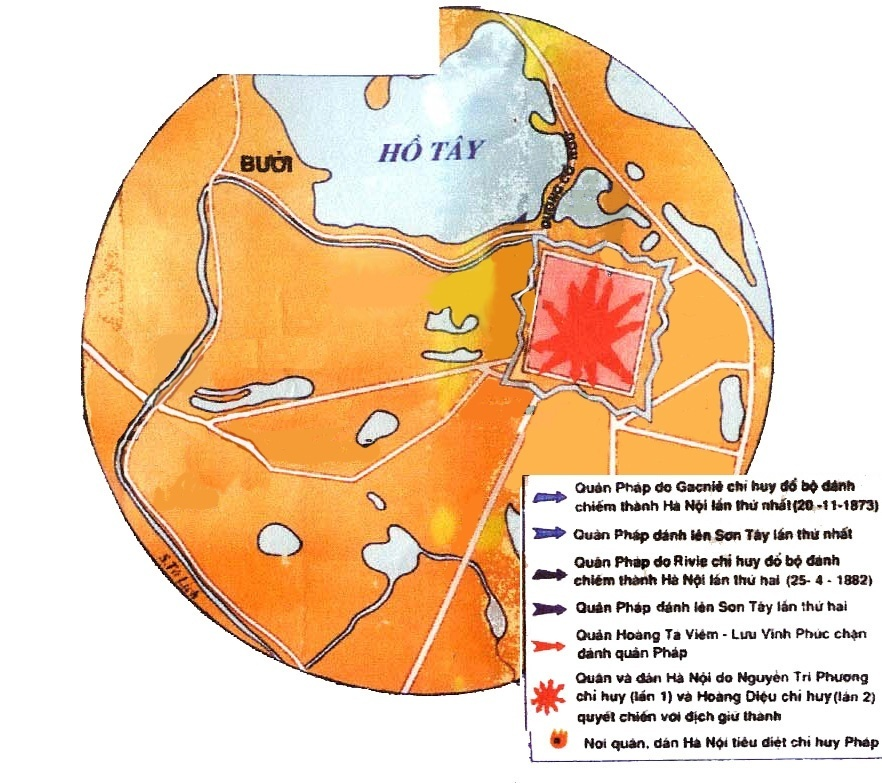 HỒ TÂY
BƯỞI
ĐƯỜNG CỔ NGƯ
S.Tô Lịch
Quân Pháp do Gacniê chỉ huy đổ bộ đánh
chiếm thành Hà Nội lần thứ nhất (20 -11-1873)
Quân Pháp đánh lên Sơn Tây lần thứ nhất
Quân Pháp do Rivie chỉ huy đổ bộ đánh
chiếm thành Hà Nội lần thứ hai (25- 4 - 1882)
Quân Pháp đánh lên Sơn Tây lần thứ hai
Quân Hoàng Tá Viêm - Lưu Vĩnh Phúc chặn
đánh quân Pháp
Quân và dân Hà Nội do Nguyễn Tri Phương
chỉ huy (lần 1) và Hoàng Diệu chỉ huy (lần 2)
quyết chiến với địch giữ thành
Nơi quân, dân Hà Nội tiêu diệt chỉ huy Pháp